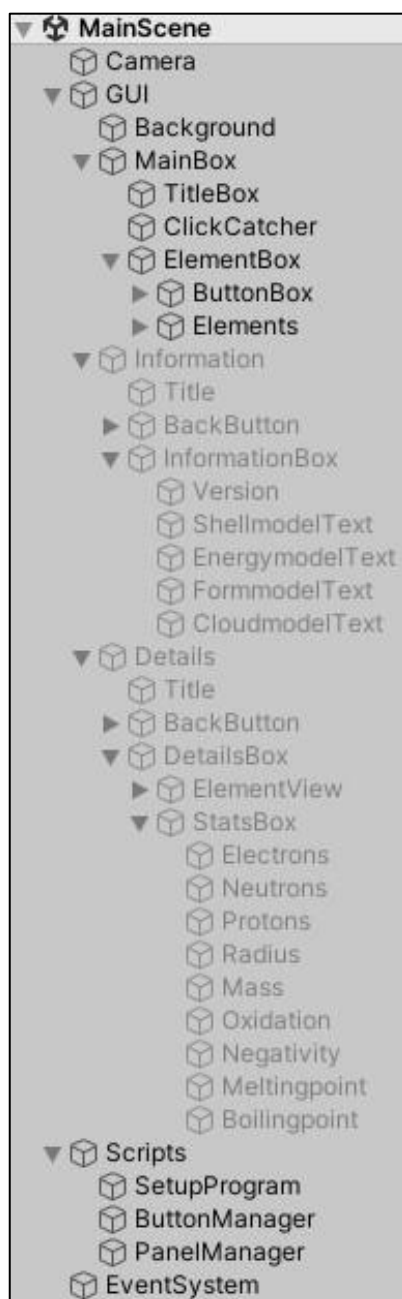 MainScene
Camera
GUI
Background
MainBox
TitleBox
ClickCatcher
ElementBox
ButtonBox
Elements
Information
Title
BackButton
InformationBox
Version
ShellmodelText
EnergymodelText
FormmodelText
CloudmodelText
Details
Title
BackButton
DetailsBox
ElementView
StatsBox
Electrons
Neutrons
Protons
Radius
Mass
Oxidation
Negativity
Meltingpoint
Boilingpoint
Scripts
SetupProgram
ButtonManager
PanelManager
EventSystem